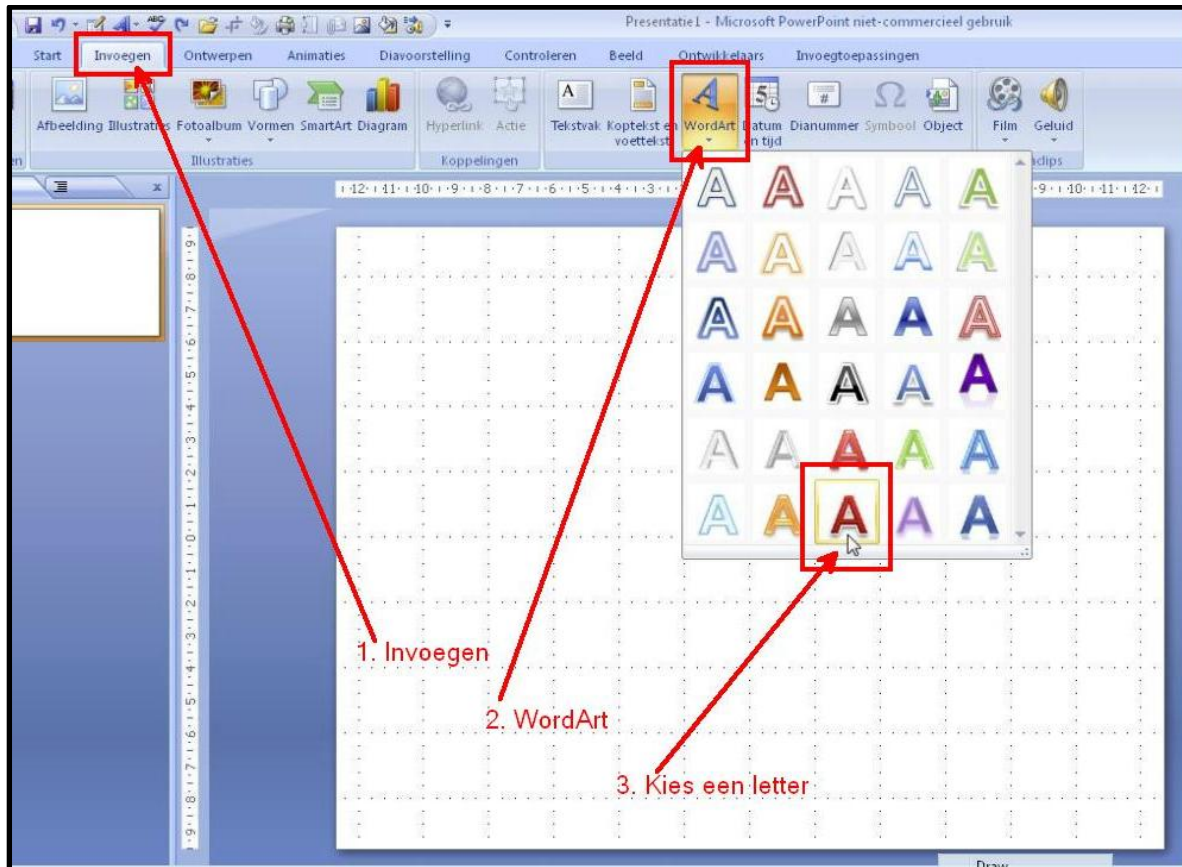 Presentatie1 - Microsoft PowerPoint niet-commercieel gebruik
Start Invoegen Ontwerpen Animaties Diavoorstelling Controleren Beeld Ontwikkelaars Invoegtoepassingen
Afbeelding Illustraties Fotoalbum Vormen SmartArt Diagram Hyperlink Actie Tekstvak Koptekst en voettekst WordArt Datum en tijd Dianummer Symbool Object Film Geluid
Illustraties Koppelingen
1. Invoegen
2. WordArt
3. Kies een letter
Draw